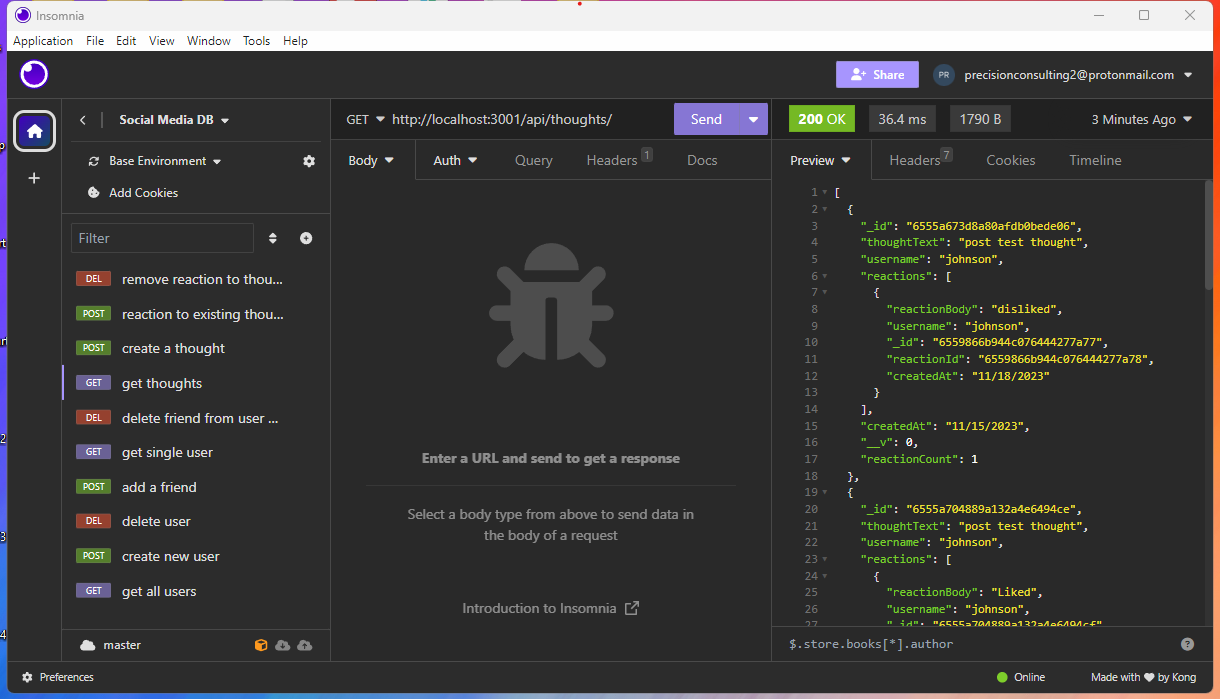 Insomnia
Application File Edit View Window Tools Help
Share PR precisionconsulting2@protonmail.com
Social Media DB
Base Environment
Add Cookies
Filter
DEL remove reaction to thou...
POST reaction to existing thou...
POST create a thought
GET get thoughts
DEL delete friend from user ...
GET get single user
POST add a friend
DEL delete user
POST create new user
GET get all users
master
GET http://localhost:3001/api/thoughts/ Send
Body Auth Query Headers 1 Docs
Enter a URL and send to get a response
Select a body type from above to send data in
the body of a request
Introduction to Insomnia
200 OK 36.4 ms 1790 B 3 Minutes Ago
Preview Headers 7 Cookies Timeline
1 [
2 {
3 "_id": "6555a673d8a80afdb0bede06",
4 "thoughtText": "post test thought",
5 "username": "johnson",
6 "reactions": [
7 {
8 "reactionBody": "disliked",
9 "username": "johnson",
10 "_id": "6559866b944c076444277a77",
11 "reactionId": "6559866b944c076444277a78",
12 "createdAt": "11/18/2023"
13 }
14 ],
15 "createdAt": "11/15/2023",
16 "__v": 0,
17 "reactionCount": 1
18 },
19 {
20 "_id": "6555a704889a132a4e6494ce",
21 "thoughtText": "post test thought",
22 "username": "johnson",
23 "reactions": [
24 {
25 "reactionBody": "Liked",
26 "username": "johnson",
27 "_id": "6555a704889a132a4e6494cf"
$.store.books[*].author
Preferences
Online Made with by Kong